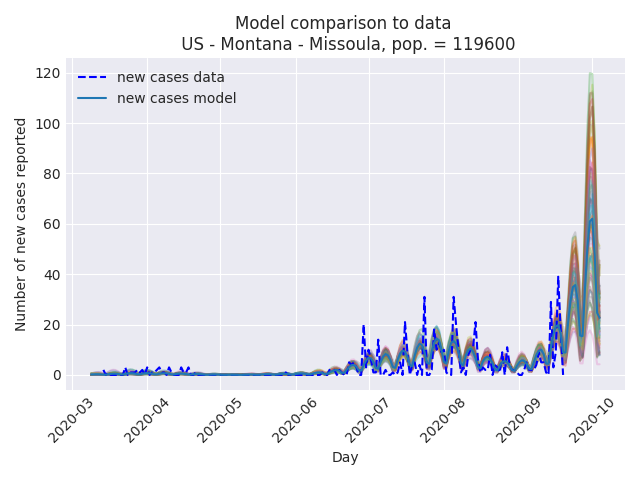 Model comparison to data
US - Montana - Missoula, pop. = 119600
new cases data
new cases model
Number of new cases reported
120
100
80
60
40
20
0
2020-03
2020-04
2020-05
2020-06
2020-07
2020-08
2020-09
2020-10
Day